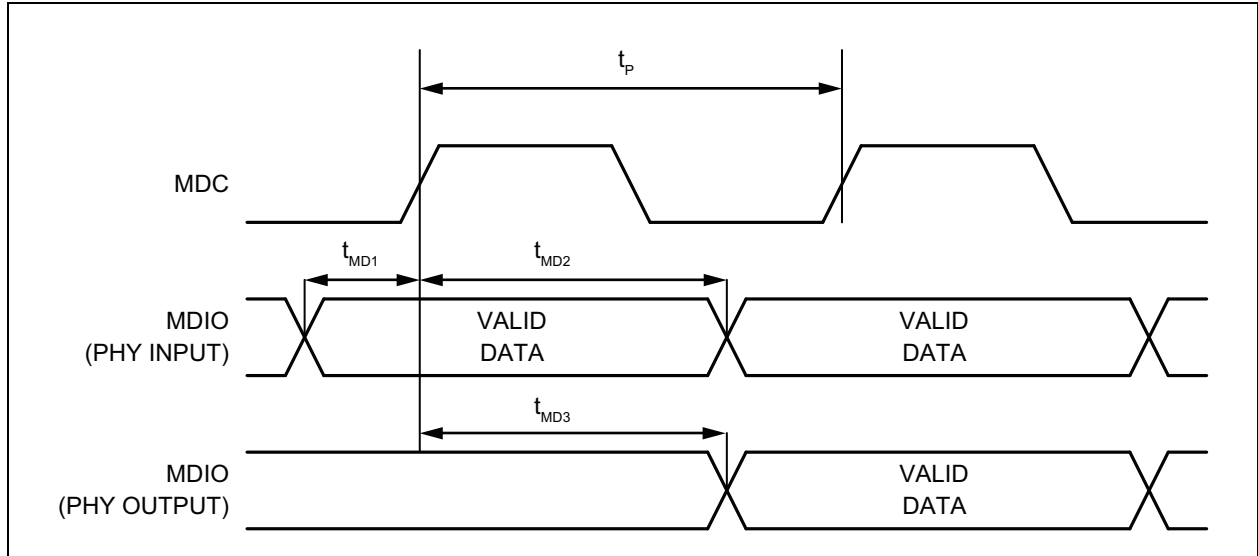 tP
MDC
tMD1
tMD2
MDIO
(PHY INPUT)
VALID
DATA
VALID
DATA
tMD3
MDIO
(PHY OUTPUT)
VALID
DATA